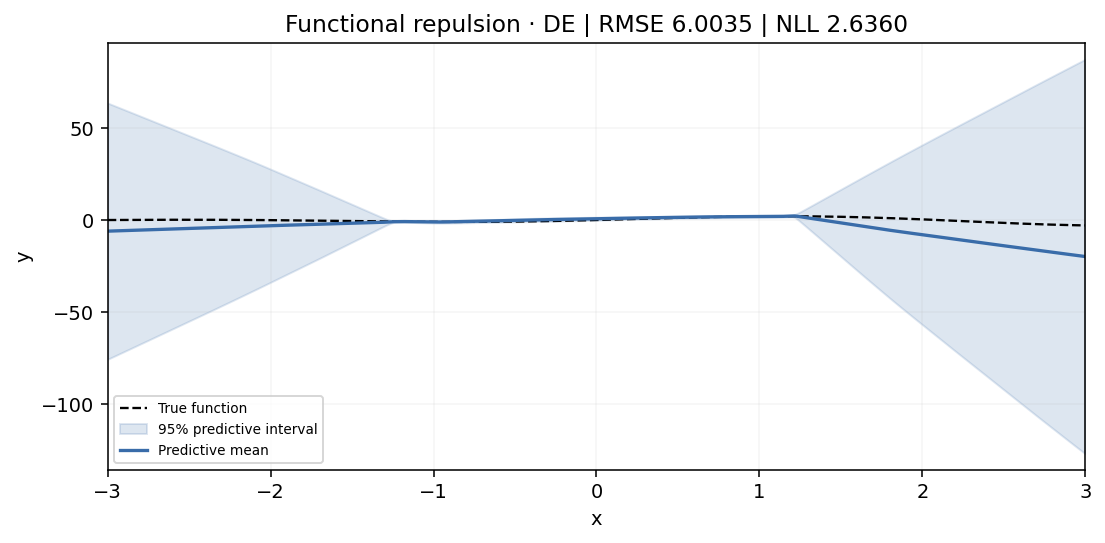 Functional repulsion · DE | RMSE 6.0035 | NLL 2.6360
y
50
0
−50
−100
True function
95% predictive interval
Predictive mean
−3
−2
−1
0
1
2
3
x